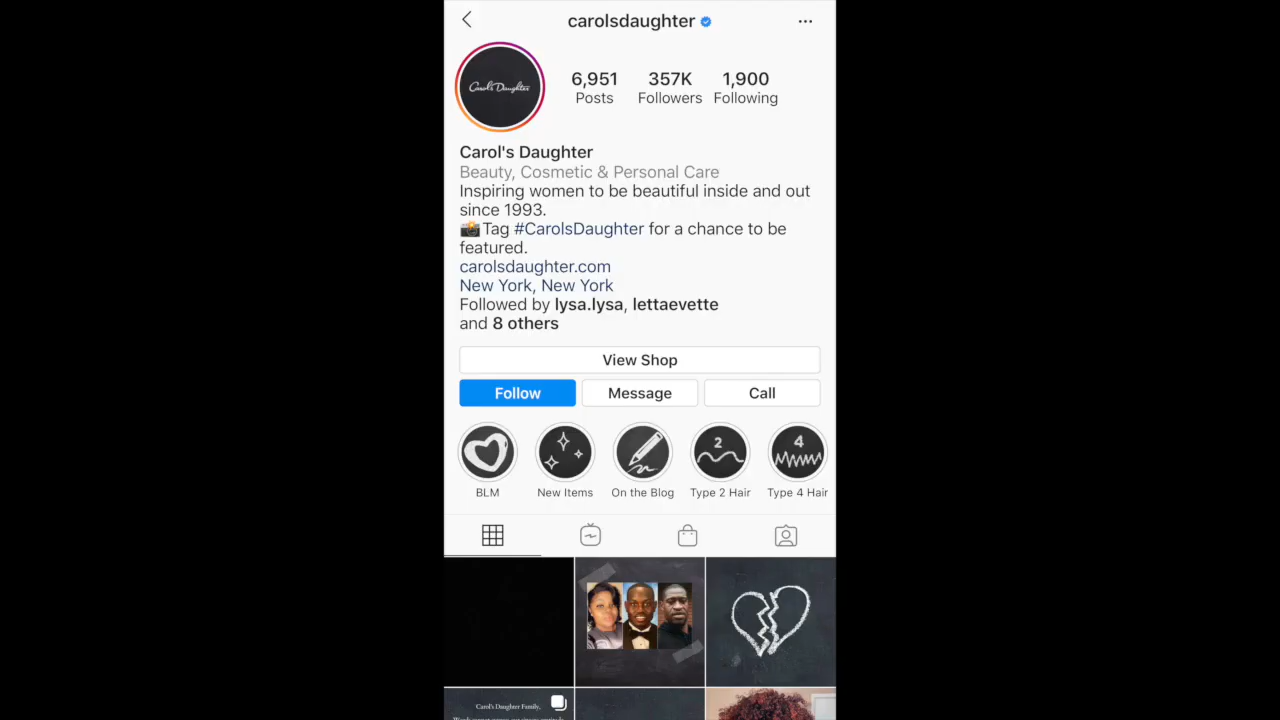 carolsdaughter
...
Carol's Daughter
6,951 357K 1,900
Posts Followers Following
Carol's Daughter
Beauty, Cosmetic & Personal Care
Inspiring women to be beautiful inside and out
since 1993.
📸Tag #CarolsDaughter for a chance to be
featured.
carolsdaughter.com
New York, New York
Followed by lysa.lysa, lettaevette
and 8 others
View Shop
Follow Message Call
2 4
BLM New Items On the Blog Type 2 Hair Type 4 Hair
Carol's Daughter Family,